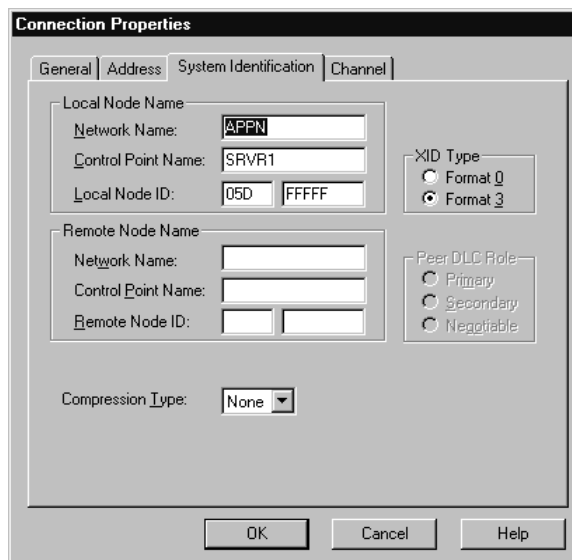 Connection Properties
General Address System Identification Channel
Local Node Name
Network Name: APPN
Control Point Name: SRVR1
Local Node ID: 05D FFFFF
XID Type
Format 0
Format 3
Remote Node Name
Network Name:
Control Point Name:
Remote Node ID:
Peer DLC Role
Primary
Secondary
Negotiable
Compression Type: None
OK Cancel Help